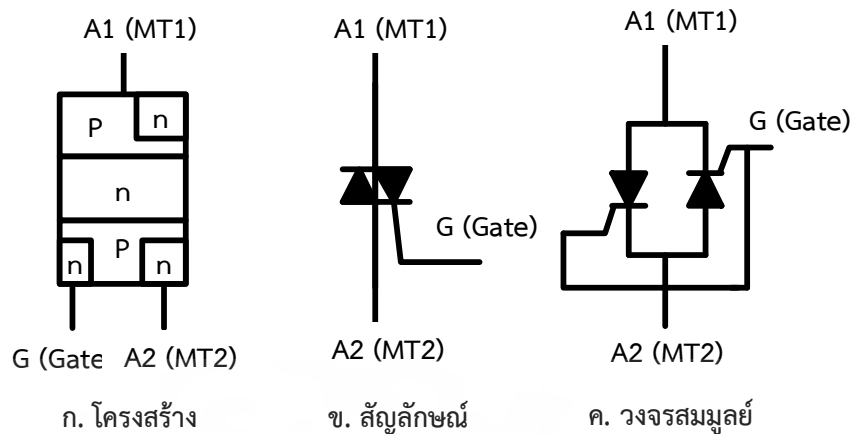 A1 (MT1)
P
n
n
P
n
n
G (Gate
A2 (MT2)
ก. โครงสร้าง
A1 (MT1)
G (Gate)
A2 (MT2)
ข. สัญลักษณ์
A1 (MT1)
G (Gate)
A2 (MT2)
ค. วงจรสมมูลย์